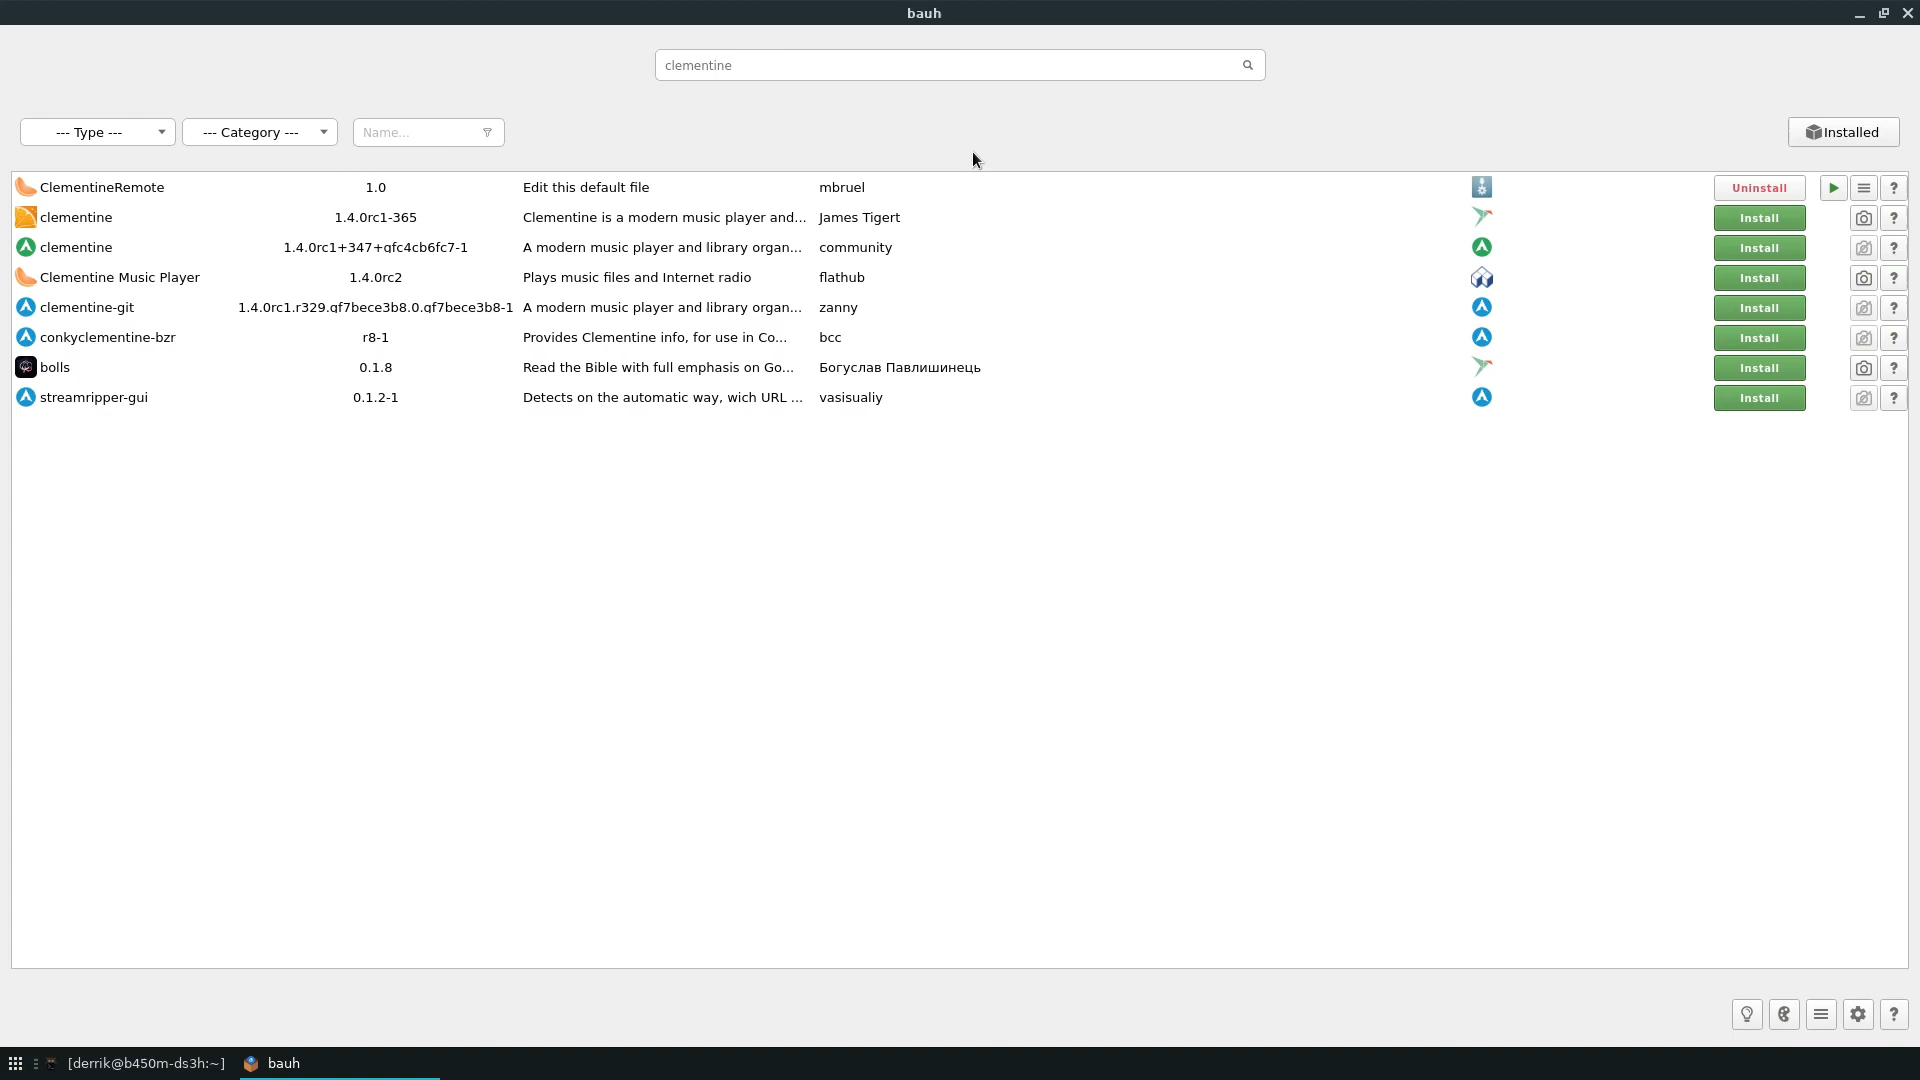 bauh
clementine
--- Type --- --- Category --- Name... Installed
ClementineRemote 1.0 Edit this default file mbruel Uninstall ?
clementine 1.4.0rc1-365 Clementine is a modern music player and... James Tigert Install ?
clementine 1.4.0rc1+347+gfc4cb6fc7-1 A modern music player and library organ... community Install ?
Clementine Music Player 1.4.0rc2 Plays music files and Internet radio flathub Install ?
clementine-git 1.4.0rc1.r329.gf7bece3b8.0.gf7bece3b8-1 A modern music player and library organ... zanny Install ?
conkyclementine-bzr r8-1 Provides Clementine info, for use in Co... bcc Install ?
bolls 0.1.8 Read the Bible with full emphasis on Go... Богуслав Павлишинець Install ?
streamripper-gui 0.1.2-1 Detects on the automatic way, wich URL ... vasisualiy Install ?
?
[derrik@b450m-ds3h:~] bauh